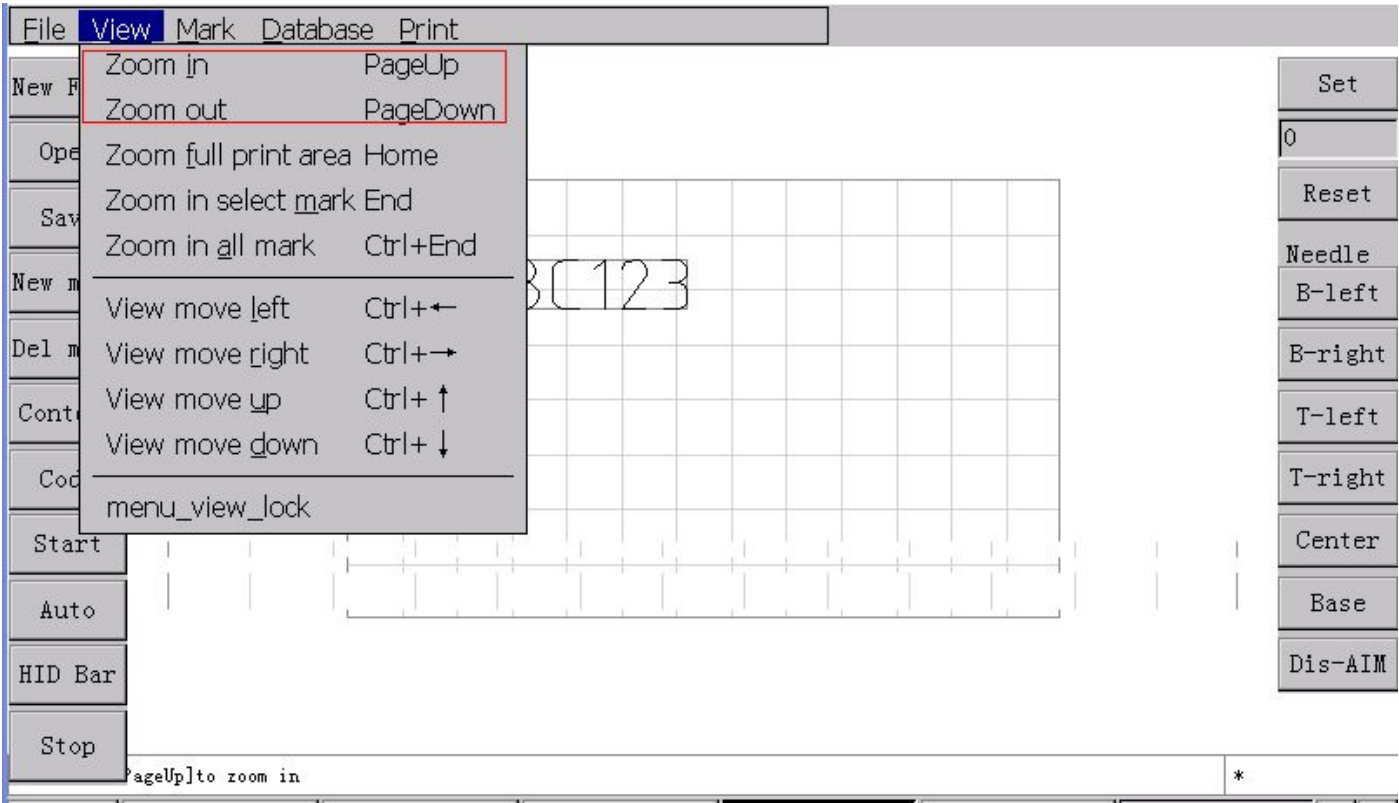 File View Mark Database Print
Zoom in PageUp
Zoom out PageDown
Zoom full print area Home
Zoom in select mark End
Zoom in all mark Ctrl+End
View move left Ctrl+←
View move right Ctrl+→
View move up Ctrl+↑
View move down Ctrl+↓
menu_view_lock
New
Start
Auto
HID Bar
Stop
C123
Set
0
Reset
Needle
B-left
B-right
T-left
T-right
Center
Base
Dis-AIM
PageUp]to zoom in
*